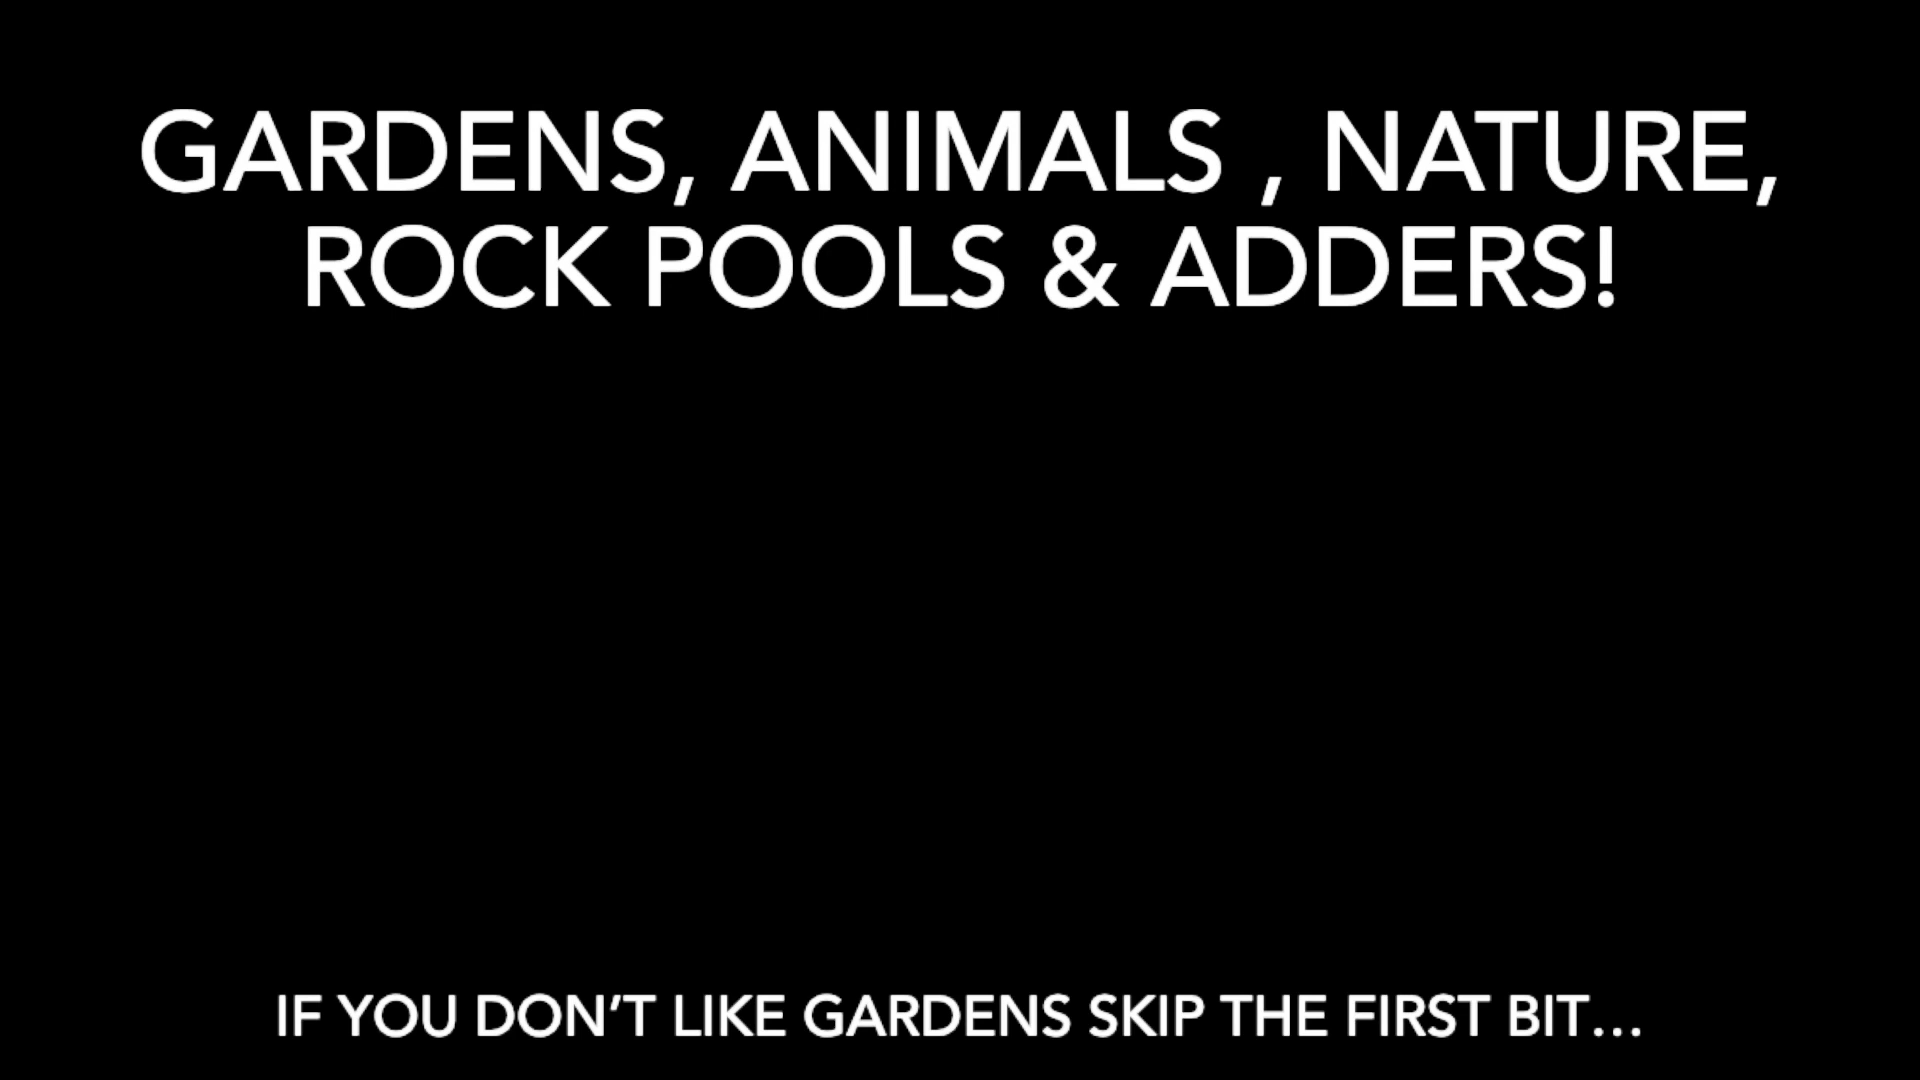 GARDENS, ANIMALS , NATURE,
ROCK POOLS & ADDERS!
IF YOU DON’T LIKE GARDENS SKIP THE FIRST BIT…